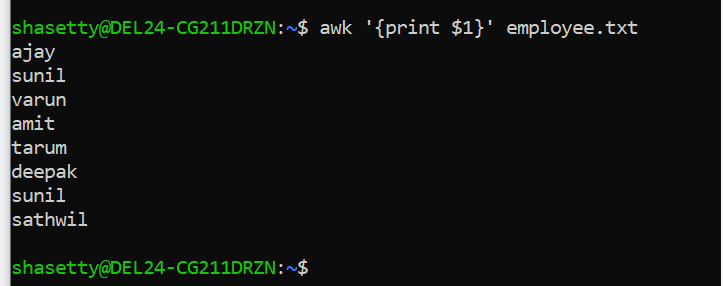 shasetty@DEL24-CG211DRZN:~$ awk '{print $1}' employee.txt
ajay
sunil
varun
amit
tarum
deepak
sunil
sathwil
shasetty@DEL24-CG211DRZN:~$